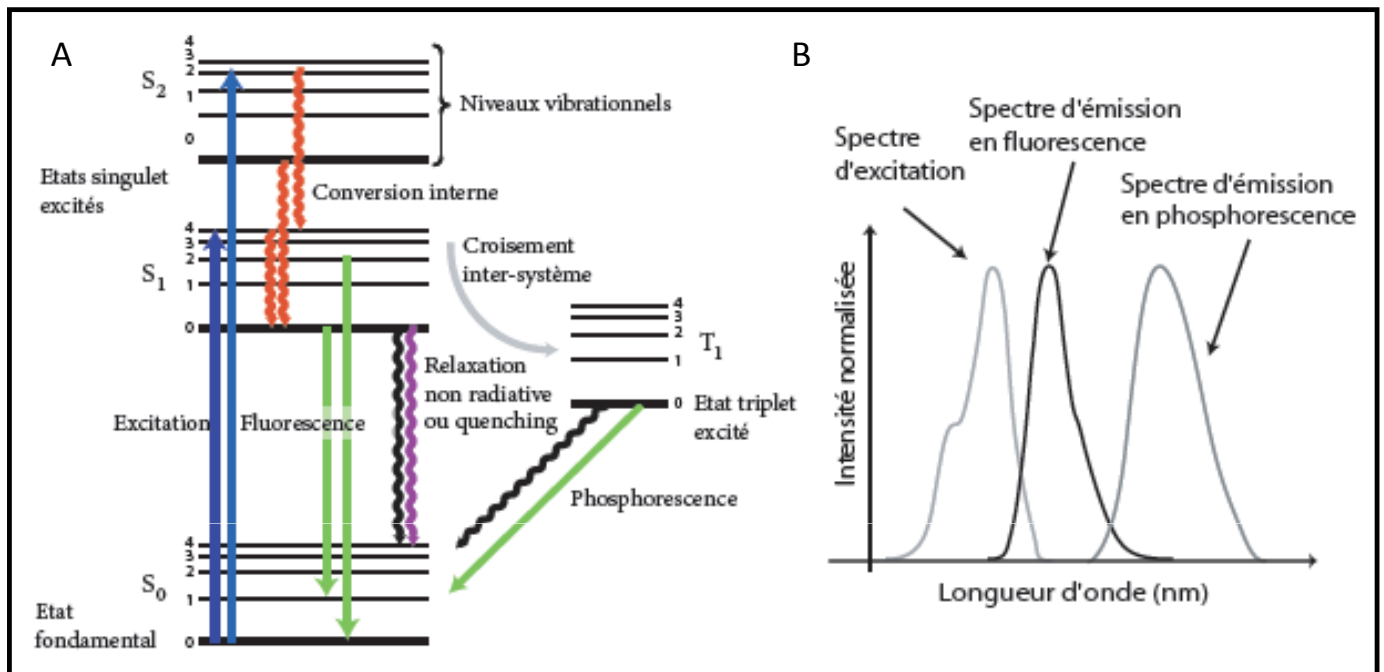 A
4
3
2
1
0
S2
Niveaux vibrationnels
Etats singulet
excités
Conversion interne
4
3
2
1
0
S1
Croisement
inter-système
4
3
2
1
0
T1
Etat triplet
excité
Relaxation
non radiative
ou quenching
Excitation
Fluorescence
Phosphorescence
4
3
2
1
0
S0
Etat
fondamental
B
Spectre
d'excitation
Spectre d'émission
en fluorescence
Spectre d'émission
en phosphorescence
Intensité normalisée
Longueur d'onde (nm)